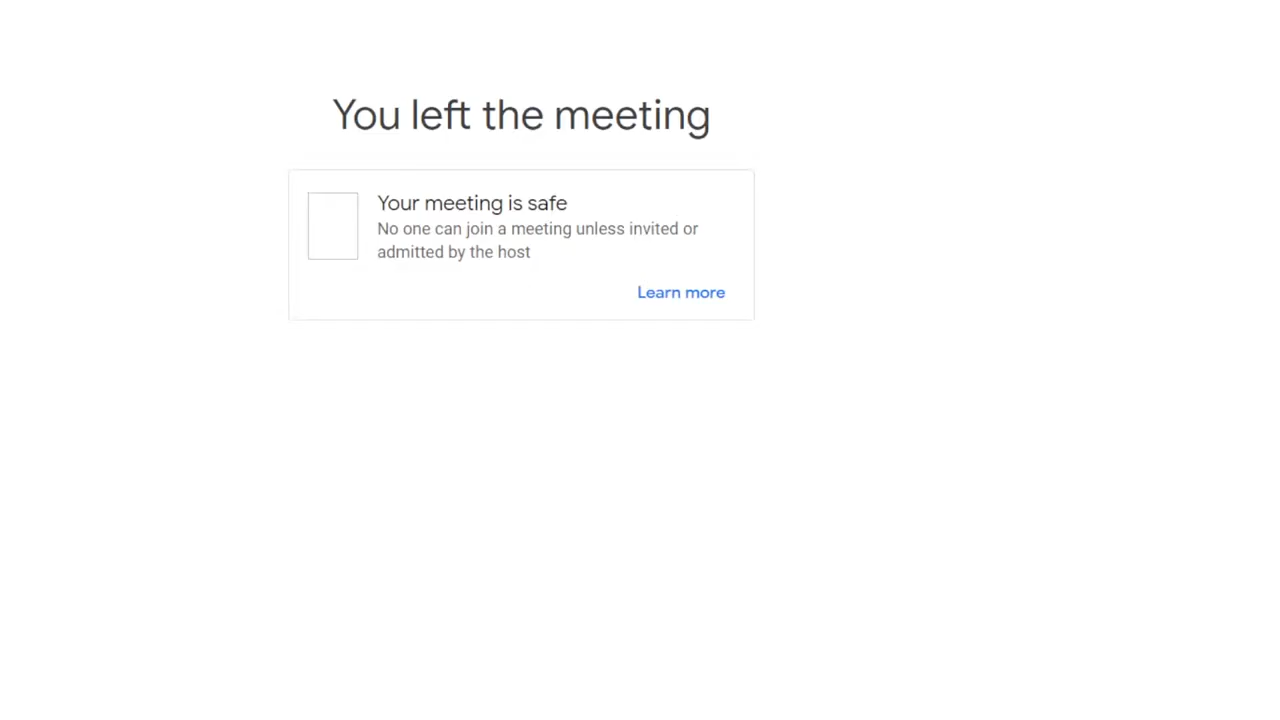 You left the meeting
Your meeting is safe
No one can join a meeting unless invited or
admitted by the host
Learn more